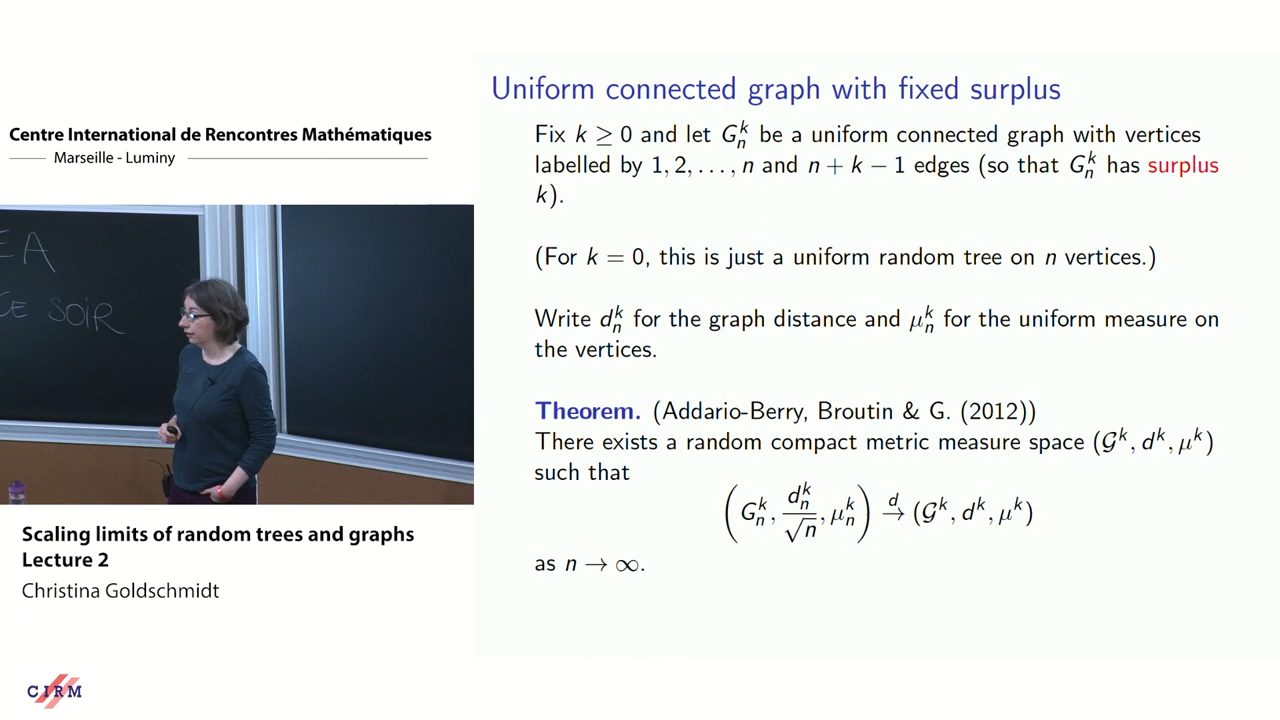 Centre International de Rencontres Mathématiques
Marseille - Luminy
EA
CE SOIR
Scaling limits of random trees and graphs
Lecture 2
Christina Goldschmidt
CIRM
Uniform connected graph with fixed surplus
Fix k ≥ 0 and let G_n^k be a uniform connected graph with vertices
labelled by 1, 2, . . . , n and n + k − 1 edges (so that G_n^k has surplus
k).
(For k = 0, this is just a uniform random tree on n vertices.)
Write d_n^k for the graph distance and μ_n^k for the uniform measure on
the vertices.
Theorem. (Addario-Berry, Broutin & G. (2012))
There exists a random compact metric measure space (𝒢^k, d^k, μ^k)
such that
(G_n^k, d_n^k/√n, μ_n^k) →^d (𝒢^k, d^k, μ^k)
as n → ∞.